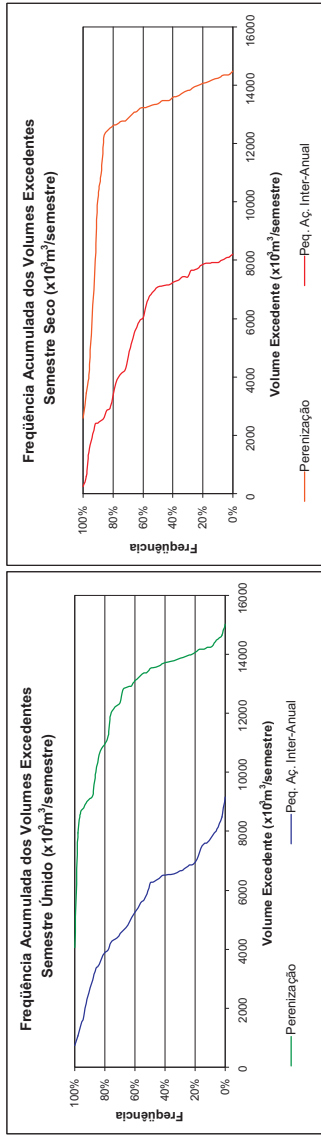 Freqüência Acumulada dos Volumes Excedentes
Semestre Úmido (x10³m³/semestre)
Freqüência
100%
80%
60%
40%
20%
0%
0
2000
4000
6000
8000
10000
12000
14000
16000
Volume Excedente (x10³m³/semestre)
Perenização
Peq. Aç. Inter-Anual
Freqüência Acumulada dos Volumes Excedentes
Semestre Seco (x10³m³/semestre)
Freqüência
100%
80%
60%
40%
20%
0%
0
2000
4000
6000
8000
10000
12000
14000
16000
Volume Excedente (x10³m³/semestre)
Perenização
Peq. Aç. Inter-Anual